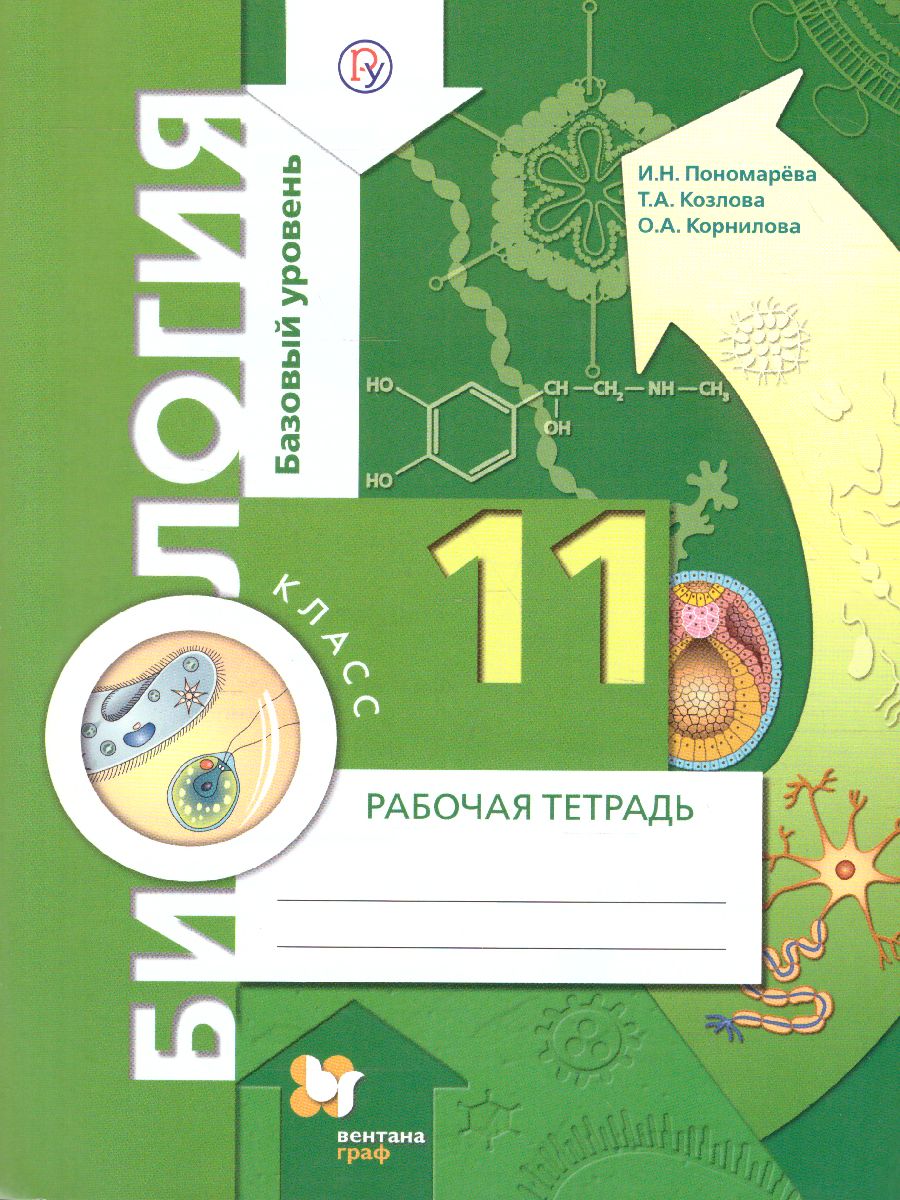 РУ
И.Н. Пономарёва
Т.А. Козлова
О.А. Корнилова
БИОЛОГИЯ
Базовый уровень
HO
HO
CH
OH
CH₂
NH
CH₃
11
КЛАСС
РАБОЧАЯ ТЕТРАДЬ
вентана
граф